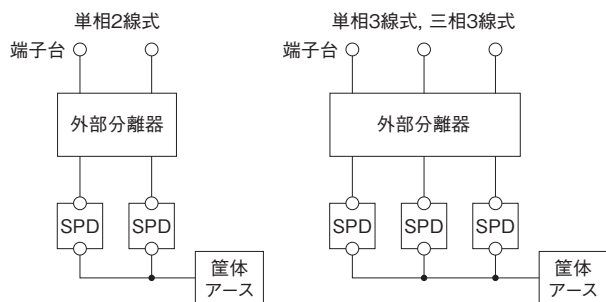 単相2線式
端子台
外部分離器
SPD
SPD
筐体
アース
単相3線式, 三相3線式
端子台
外部分離器
SPD
SPD
SPD
筐体
アース